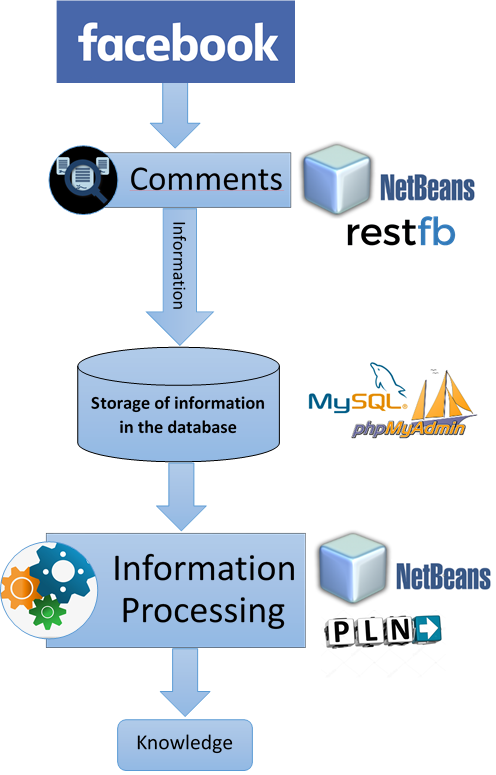 facebook
Comments
NetBeans
restfb
Information
Storage of information
in the database
MySQL®
phpMyAdmin
Information
Processing
NetBeans
PLN
Knowledge